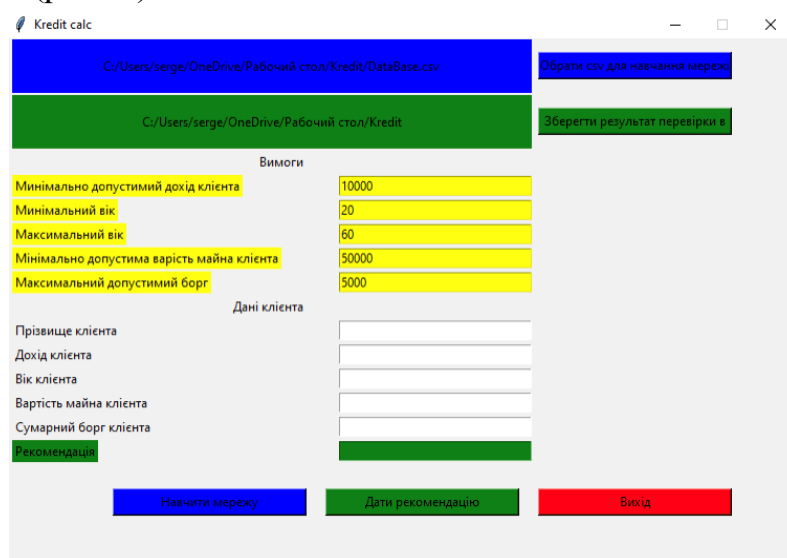 Kredit calc
C:/Users/serge/OneDrive/Рабочий стол/Kredit/DataBase.csv
Обрати csv для навчання мережі
C:/Users/serge/OneDrive/Рабочий стол/Kredit
Зберегти результат перевірки в
Вимоги
Минімально допустимий дохід клієнта 10000
Минімальний вік 20
Максимальний вік 60
Мінімально допустима варість майна клієнта 50000
Максимальний допустимий борг 5000
Дані клієнта
Прізвище клієнта
Дохід клієнта
Вік клієнта
Вартість майна клієнта
Сумарний борг клієнта
Рекомендація
Навчити мережу Дати рекомендацію Вихід